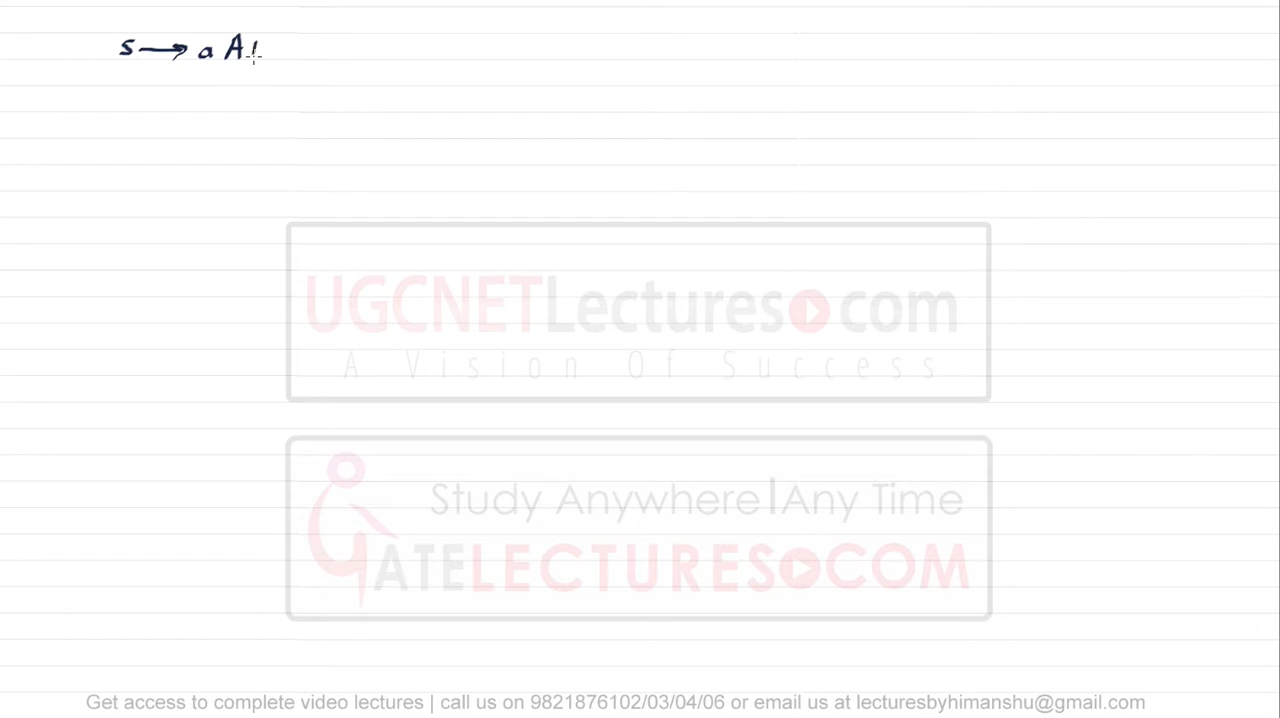 s → a A
UGCNETLectures.com
A Vision Of Success
Study Anywhere|Any Time
GATELECTURES.COM
Get access to complete video lectures | call us on 9821876102/03/04/06 or email us at lecturesbyhimanshu@gmail.com